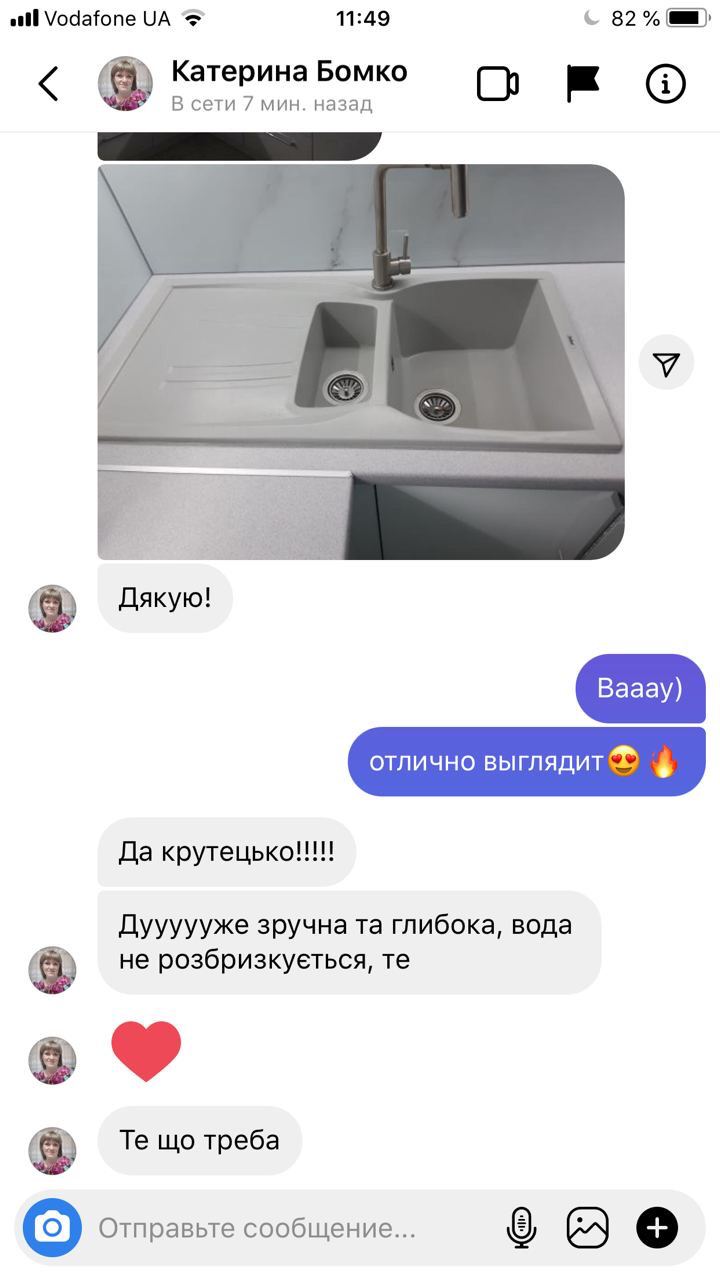 Vodafone UA
11:49
82 %
Катерина Бомко
В сети 7 мин. назад
Дякую!
Вааау)
отлично выглядит😍🔥
Да крутецько!!!!!
Дуууууже зручна та глибока, вода
не розбризкується, те
Те що треба
Отправьте сообщение...